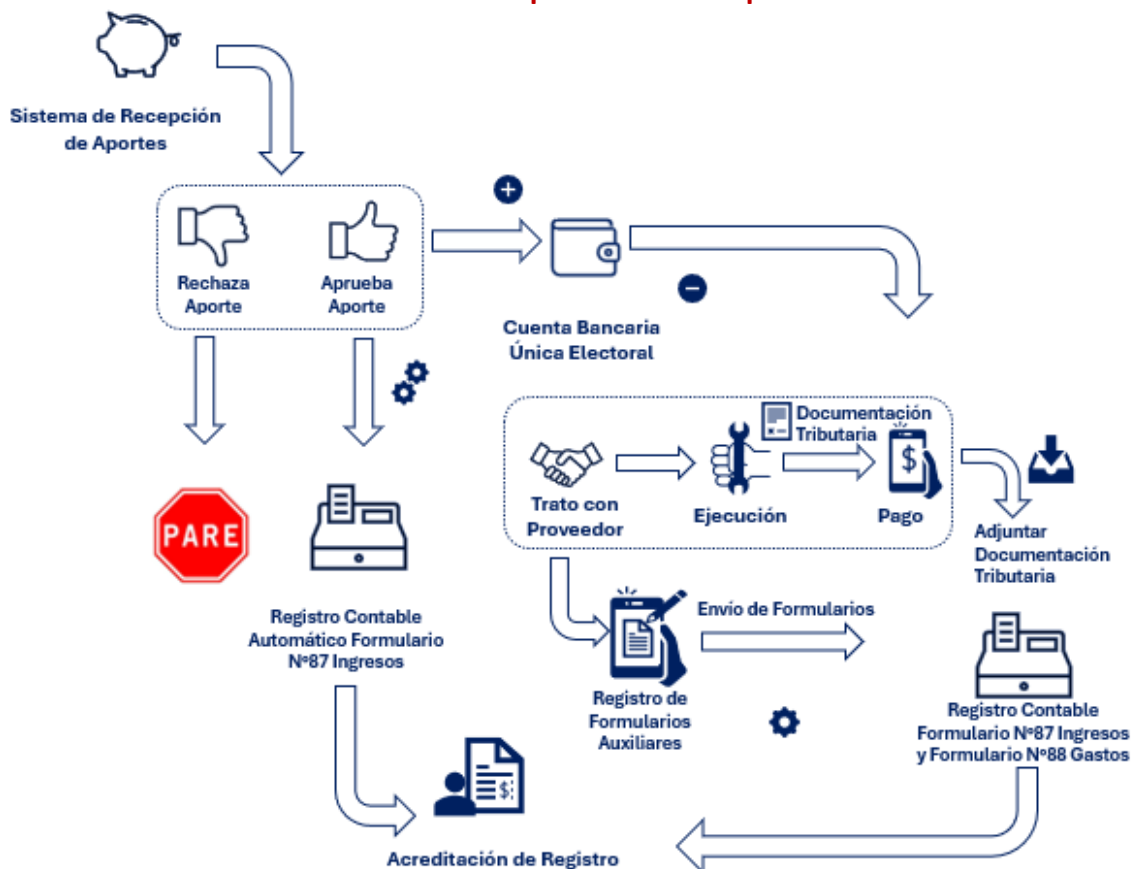 Sistema de Recepción
de Aportes
Rechaza
Aporte
Aprueba
Aporte
Cuenta Bancaria
Única Electoral
Documentación
Tributaria
Trato con
Proveedor
Ejecución
$
Pago
Adjuntar
Documentación
Tributaria
PARE
Registro Contable
Automático Formulario
Nº87 Ingresos
Envío de Formularios
Registro de
Formularios
Auxiliares
Registro Contable
Formulario Nº87 Ingresos
y Formulario Nº88 Gastos
$
Acreditación de Registro